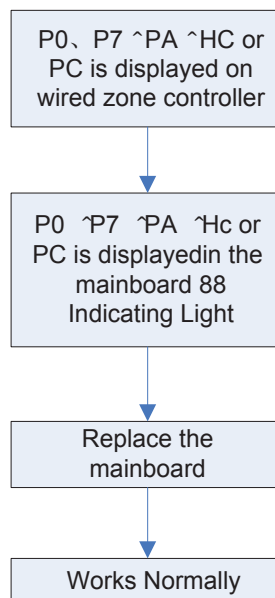 P0、P7 ^PA ^HC or
PC is displayed on
wired zone controller
P0 ^P7 ^PA ^Hc or
PC is displayedin the
mainboard 88
Indicating Light
Replace the
mainboard
Works Normally